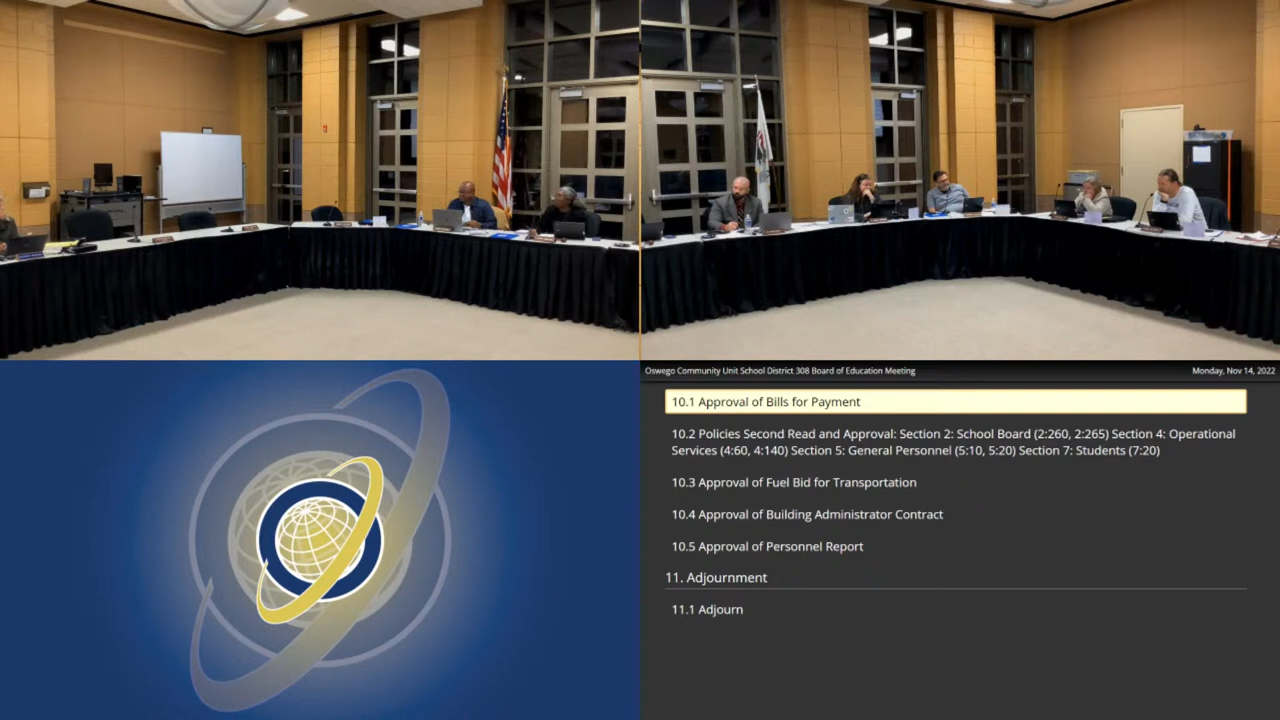 Oswego Community Unit School District 308 Board of Education Meeting
Monday, Nov 14, 2022
10.1 Approval of Bills for Payment
10.2 Policies Second Read and Approval: Section 2: School Board (2:260, 2:265) Section 4: Operational
Services (4:60, 4:140) Section 5: General Personnel (5:10, 5:20) Section 7: Students (7:20)
10.3 Approval of Fuel Bid for Transportation
10.4 Approval of Building Administrator Contract
10.5 Approval of Personnel Report
11. Adjournment
11.1 Adjourn